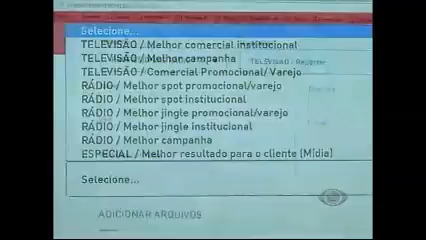 Selecione...
TELEVISÃO / Melhor comercial institucional
TELEVISÃO / Melhor campanha
TELEVISÃO / Comercial Promocional/ Varejo
RÁDIO / Melhor spot promocional/varejo
RÁDIO / Melhor spot institucional
RÁDIO / Melhor jingle promocional/varejo
RÁDIO / Melhor jingle institucional
RÁDIO / Melhor campanha
ESPECIAL / Melhor resultado para o cliente (Mídia)
Selecione...
ADICIONAR ARQUIVOS